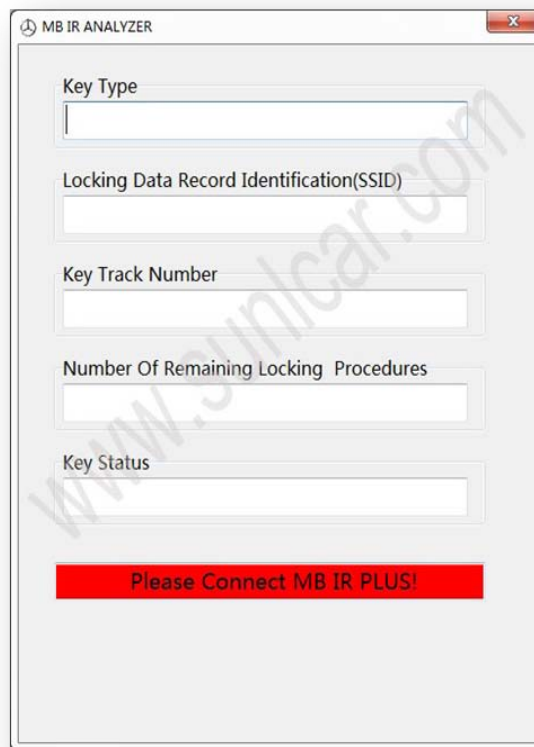 MB IR ANALYZER
Key Type
Locking Data Record Identification(SSID)
Key Track Number
Number Of Remaining Locking  Procedures
Key Status
Please Connect MB IR PLUS!
www.sunlcar.com